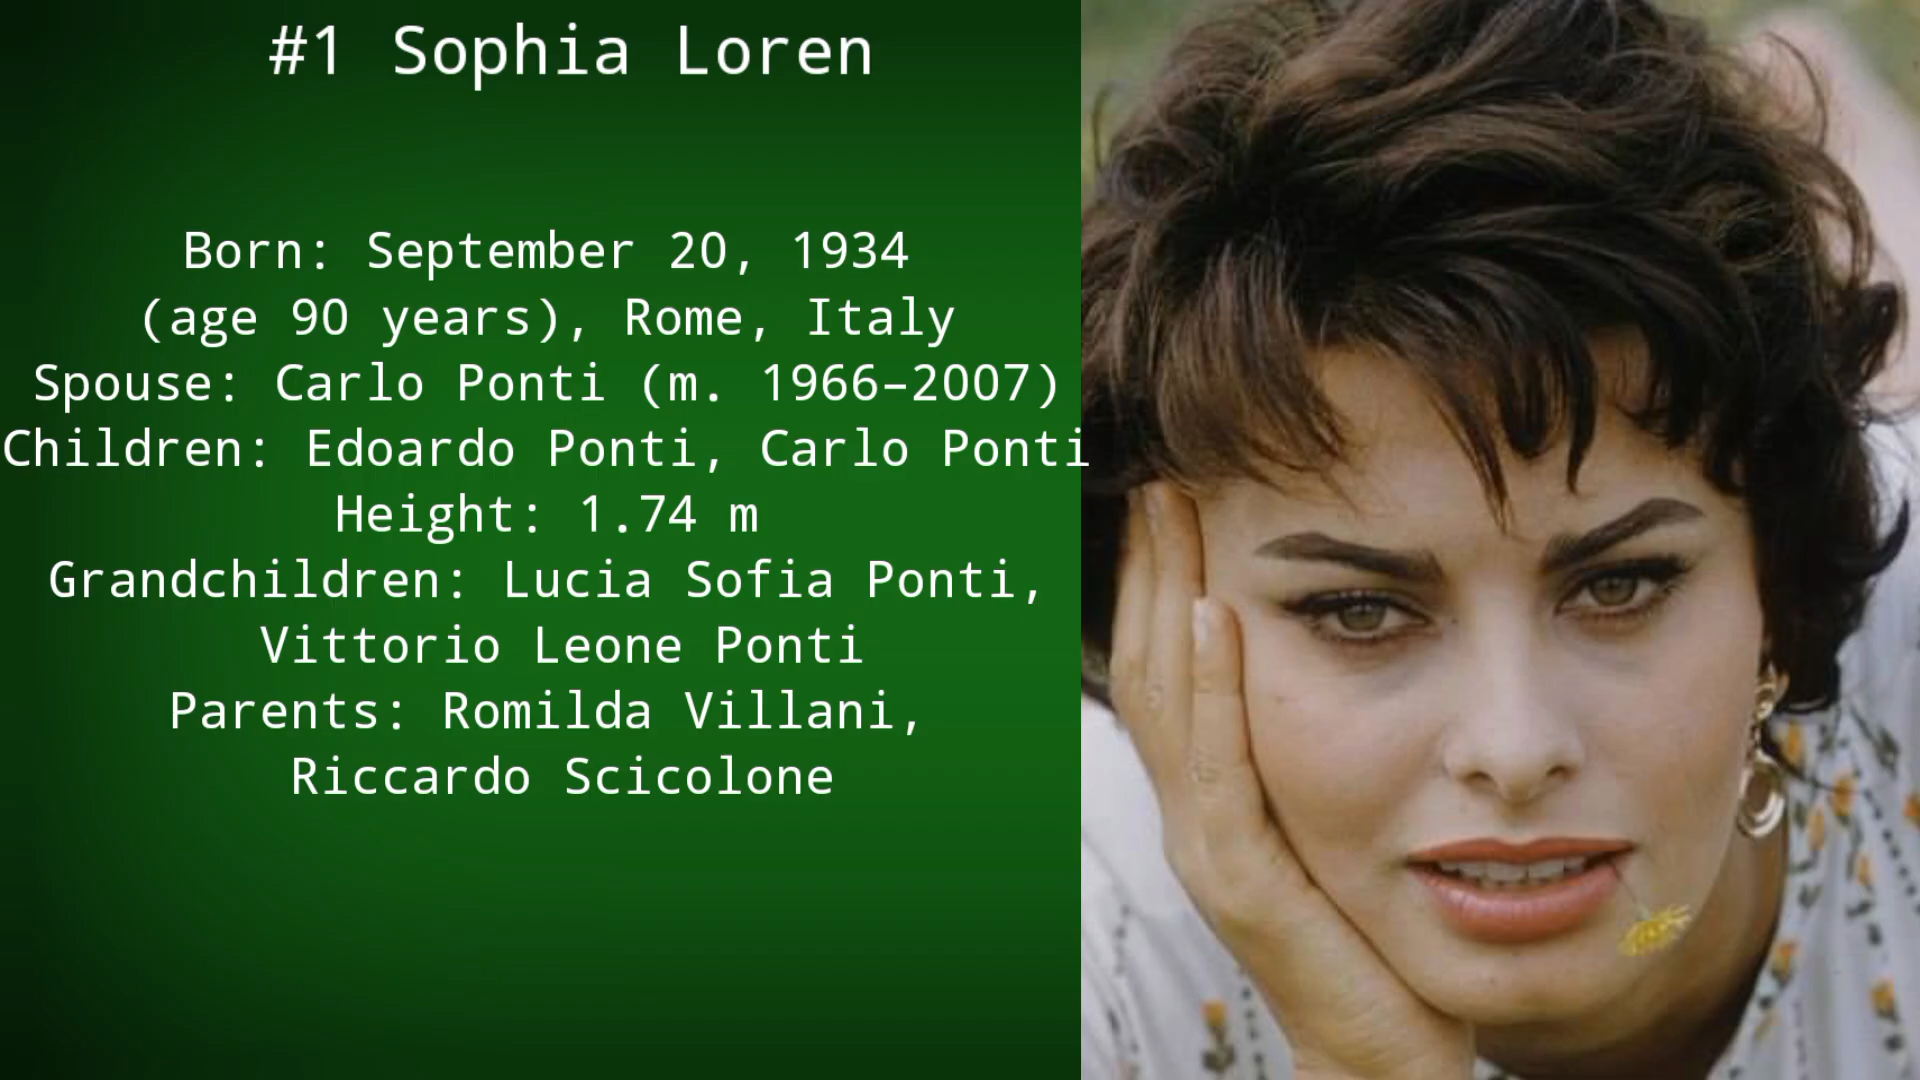 #1 Sophia Loren
Born: September 20, 1934
(age 90 years), Rome, Italy
Spouse: Carlo Ponti (m. 1966–2007)
Children: Edoardo Ponti, Carlo Ponti
Height: 1.74 m
Grandchildren: Lucia Sofia Ponti,
Vittorio Leone Ponti
Parents: Romilda Villani,
Riccardo Scicolone